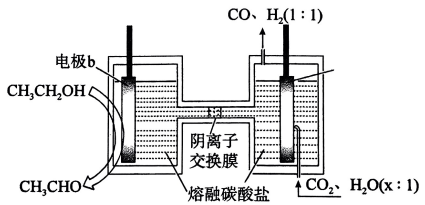 CO、H₂(1∶1)
电极b
CH₃CH₂OH
阴离子
交换膜
CH₃CHO
熔融碳酸盐
CO₂、H₂O(x∶1)